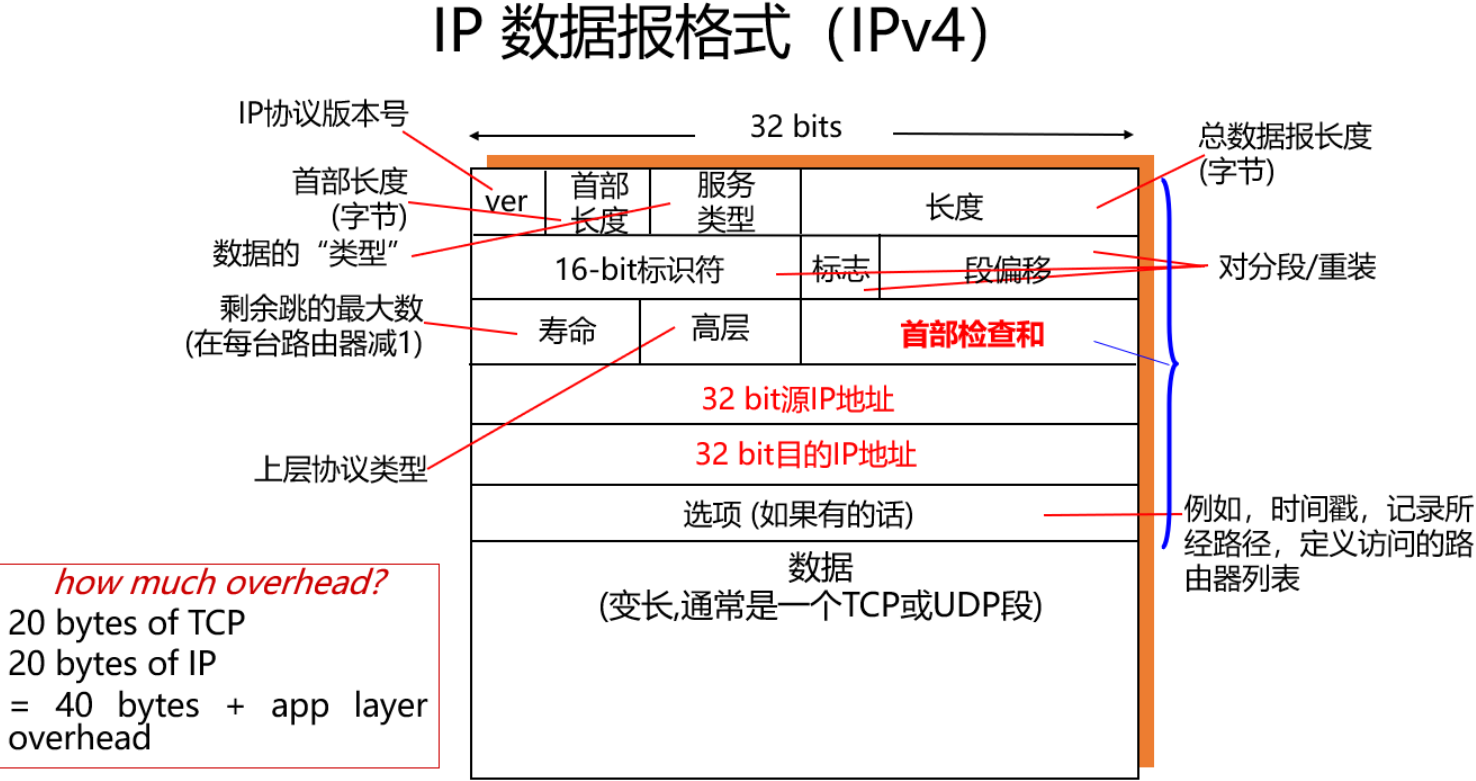 IP 数据报格式（IPv4）
IP协议版本号
32 bits
总数据报长度
(字节)
首部长度
(字节)
数据的“类型”
剩余跳的最大数
(在每台路由器减1)
上层协议类型
ver
首部
长度
服务
类型
长度
16-bit标识符
标志
段偏移
对分段/重装
寿命
高层
首部检查和
32 bit源IP地址
32 bit目的IP地址
选项 (如果有的话)
例如，时间戳，记录所
经路径，定义访问的路
由器列表
数据
(变长,通常是一个TCP或UDP段)
how much overhead?
20 bytes of TCP
20 bytes of IP
= 40 bytes + app layer
overhead